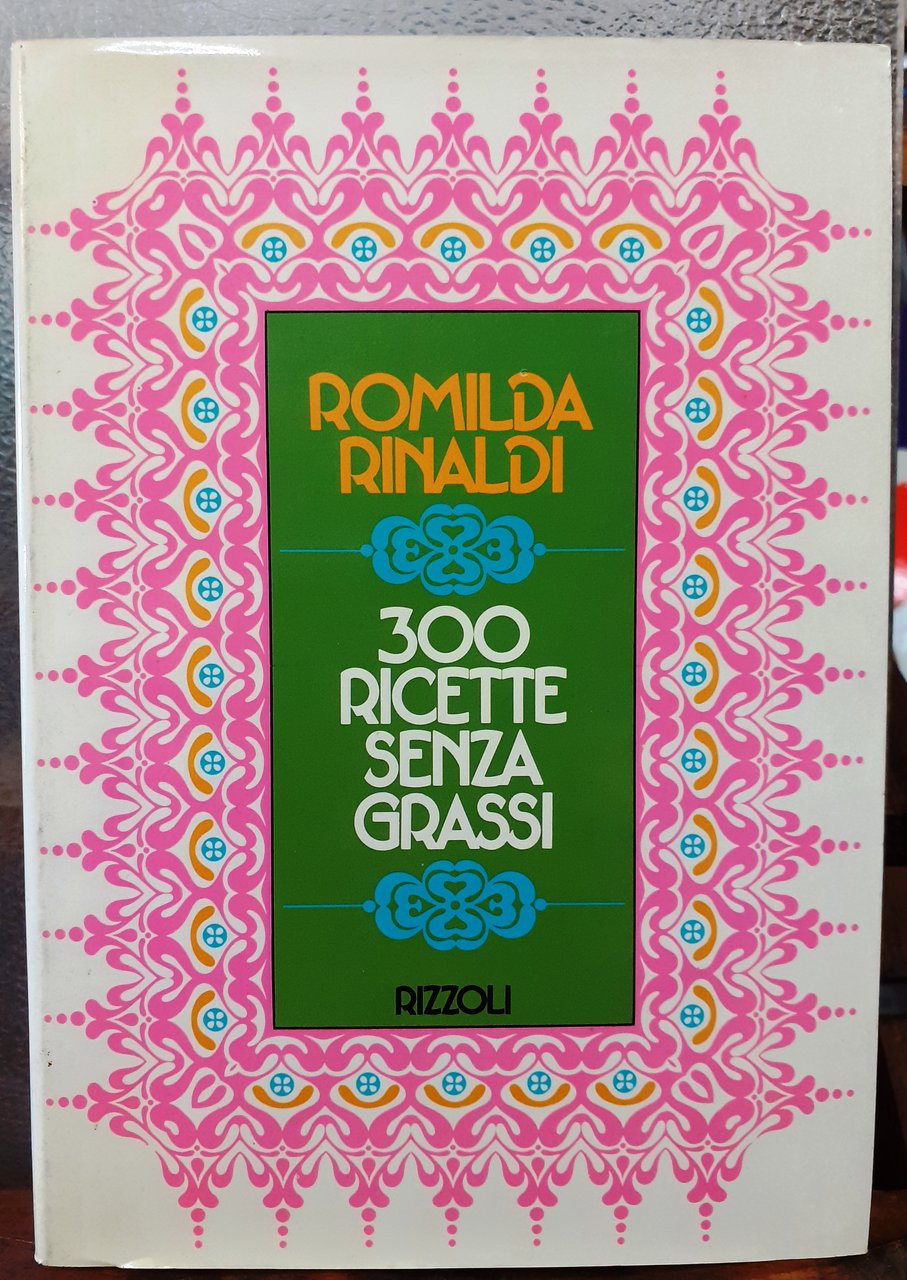 ROMILDA
RINALDI
300
RICETTE
SENZA
GRASSI
RIZZOLI